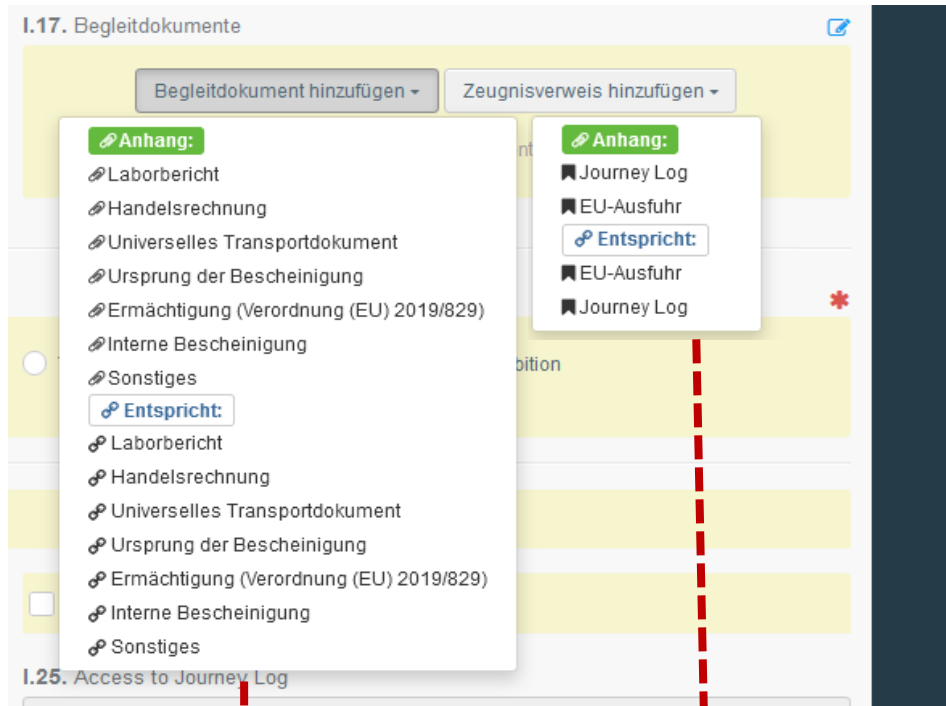 I.17. Begleitdokumente
Begleitdokument hinzufügen
Zeugnisverweis hinzufügen
Anhang:
Laborbericht
Handelsrechnung
Universelles Transportdokument
Ursprung der Bescheinigung
Ermächtigung (Verordnung (EU) 2019/829)
Interne Bescheinigung
Sonstiges
Entspricht:
Laborbericht
Handelsrechnung
Universelles Transportdokument
Ursprung der Bescheinigung
Ermächtigung (Verordnung (EU) 2019/829)
Interne Bescheinigung
Sonstiges
Anhang:
Journey Log
EU-Ausfuhr
Entspricht:
EU-Ausfuhr
Journey Log
I.25. Access to Journey Log